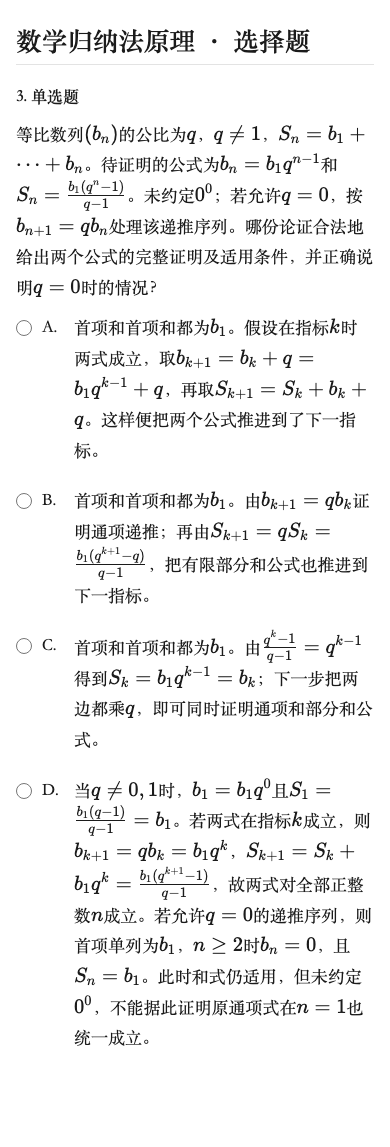 数学归纳法原理 · 选择题
3. 单选题
等比数列(bₙ)的公比为q，q ≠ 1，Sₙ = b₁ +
⋯ + bₙ。待证明的公式为bₙ = b₁qⁿ⁻¹和
Sₙ = b₁(qⁿ−1)/(q−1)。未约定0⁰；若允许q = 0，按
bₙ₊₁ = qbₙ处理该递推序列。哪份论证合法地
给出两个公式的完整证明及适用条件，并正确说
明q = 0时的情况？
A. 首项和首项和都为b₁。假设在指标k时
两式成立，取bₖ₊₁ = bₖ + q =
b₁qᵏ⁻¹ + q，再取Sₖ₊₁ = Sₖ + bₖ +
q。这样便把两个公式推进到了下一指
标。
B. 首项和首项和都为b₁。由bₖ₊₁ = qbₖ证
明通项递推；再由Sₖ₊₁ = qSₖ =
b₁(qᵏ⁺¹−q)/(q−1)，把有限部分和公式也推进到
下一指标。
C. 首项和首项和都为b₁。由(qᵏ−1)/(q−1) = qᵏ⁻¹
得到Sₖ = b₁qᵏ⁻¹ = bₖ；下一步把两
边都乘q，即可同时证明通项和部分和公
式。
D. 当q ≠ 0, 1时，b₁ = b₁q⁰且S₁ =
b₁(q−1)/(q−1) = b₁。若两式在指标k成立，则
bₖ₊₁ = qbₖ = b₁qᵏ，Sₖ₊₁ = Sₖ +
b₁qᵏ = b₁(qᵏ⁺¹−1)/(q−1)，故两式对全部正整
数n成立。若允许q = 0的递推序列，则
首项单列为b₁，n ≥ 2时bₙ = 0，且
Sₙ = b₁。此时和式仍适用，但未约定
0⁰，不能据此证明原通项式在n = 1也
统一成立。